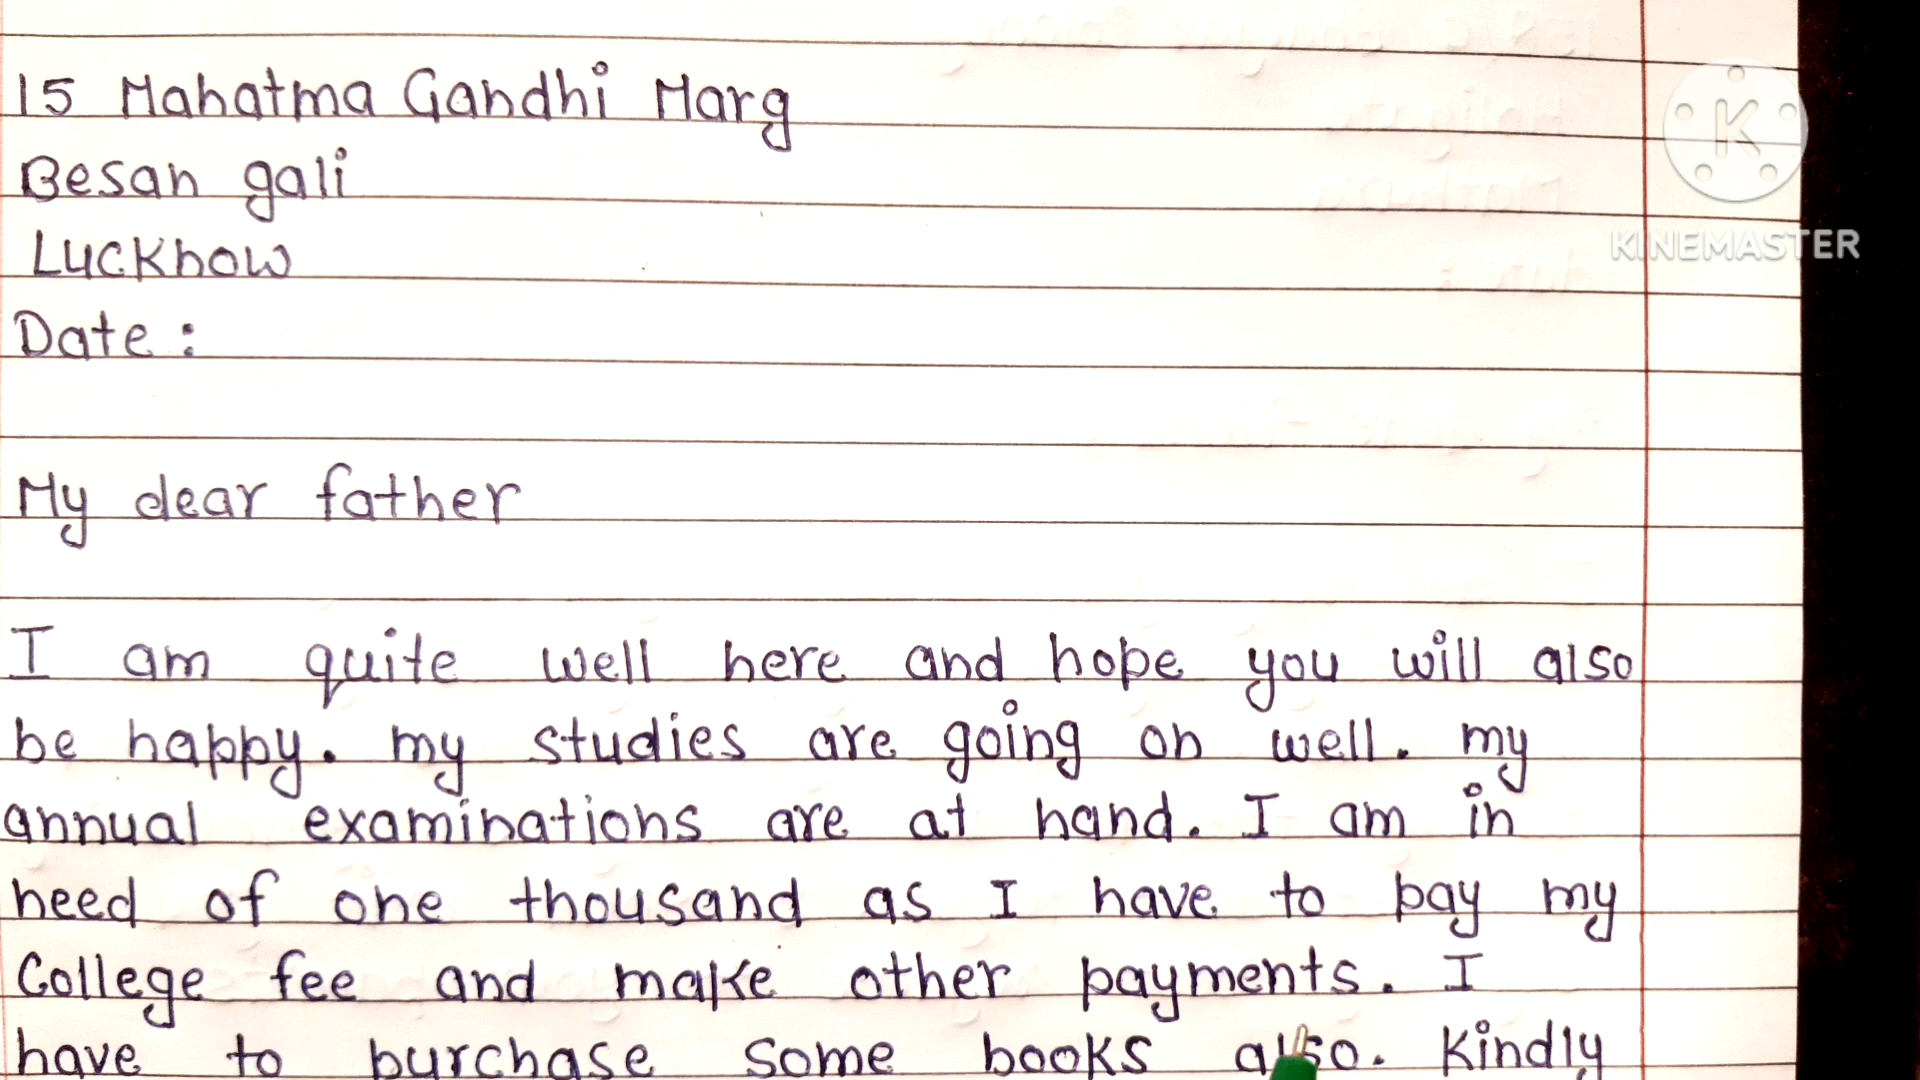 15 Mahatma Gandhi Marg
Besan gali
Lucknow
Date :
My dear father
I am quite well here and hope you will also
be happy. my studies are going on well. my
annual examinations are at hand. I am in
need of one thousand as I have to pay my
College fee and make other payments. I
have to purchase some books also. Kindly
K
KINEMASTER